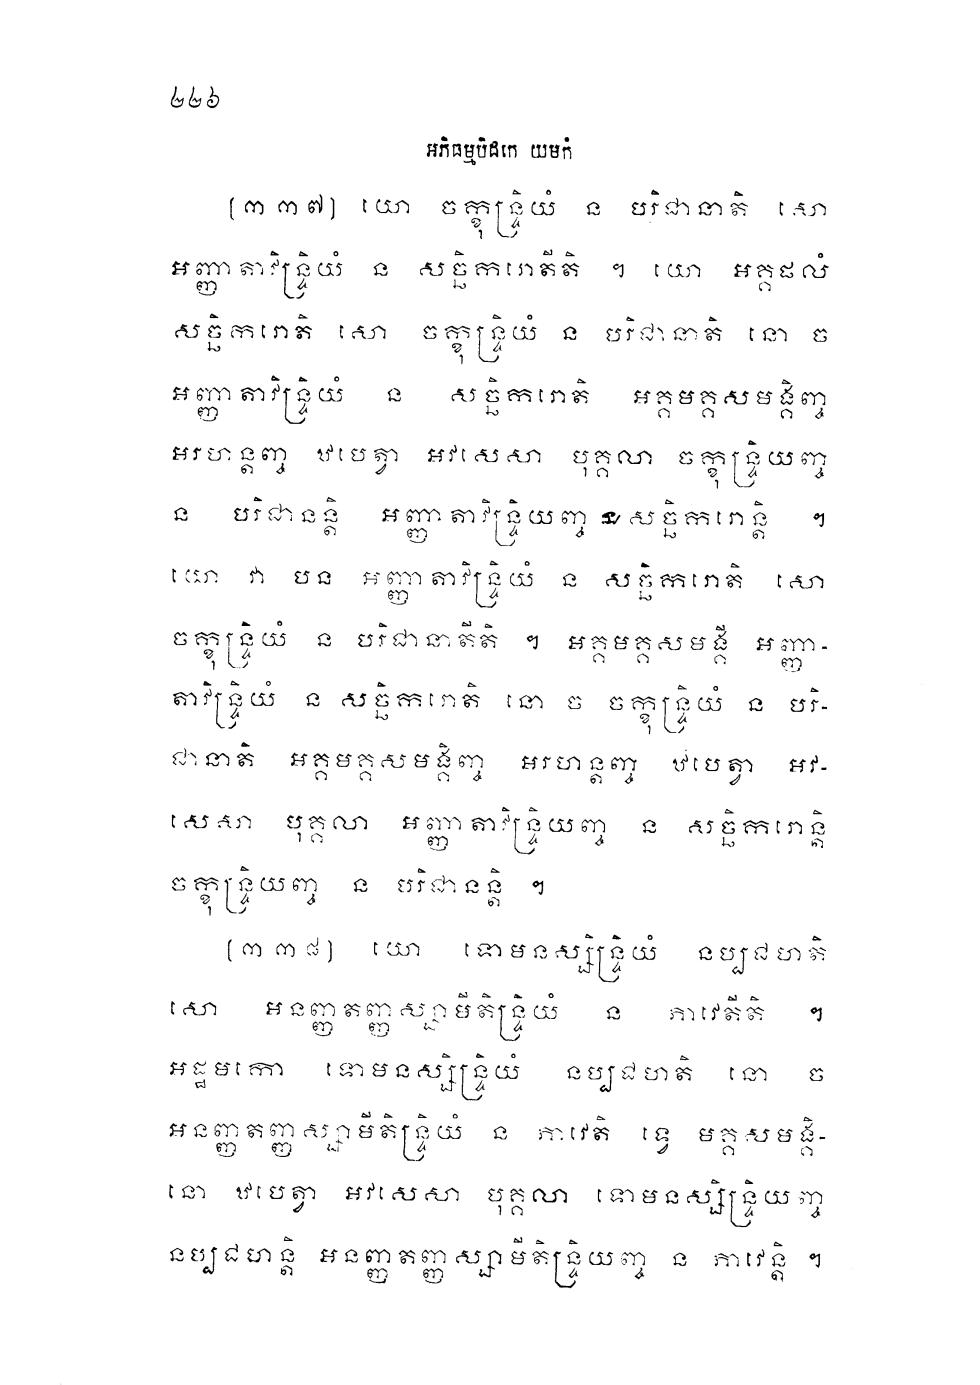 ២២៦
អភិធម្មបិដកេ យមកំ
(៣៣៧) យោ ចក្ខុន្ទ្រិយំ ន បរិជានាតិ សោ
អញ្ញាតាវិន្ទ្រិយំ ន សច្ឆិករោតីតិ ។ យោ អគ្គផលំ
សច្ឆិករោតិ សោ ចក្ខុន្ទ្រិយំ ន បរិជានាតិ នោ ច
អញ្ញាតាវិន្ទ្រិយំ ន សច្ឆិករោតិ អគ្គមគ្គសមង្គិញ្ច
អរហន្តញ្ច ឋបេត្វា អវសេសា បុគ្គលា ចក្ខុន្ទ្រិយញ្ច
ន បរិជានន្តិ អញ្ញាតាវិន្ទ្រិយញ្ច ន សច្ឆិករោន្តិ ។
យោ វា បន អញ្ញាតាវិន្ទ្រិយំ ន សច្ឆិករោតិ សោ
ចក្ខុន្ទ្រិយំ ន បរិជានាតីតិ ។ អគ្គមគ្គសមង្គី អញ្ញា-
តាវិន្ទ្រិយំ ន សច្ឆិករោតិ នោ ច ចក្ខុន្ទ្រិយំ ន បរិ-
ជានាតិ អគ្គមគ្គសមង្គិញ្ច អរហន្តញ្ច ឋបេត្វា អវ-
សេសា បុគ្គលា អញ្ញាតាវិន្ទ្រិយញ្ច ន សច្ឆិករោន្តិ
ចក្ខុន្ទ្រិយញ្ច ន បរិជានន្តិ ។
(៣៣៨) យោ ទោមនស្សិន្ទ្រិយំ នប្បជហតិ
សោ អនញ្ញតញ្ញស្សាមីតិន្ទ្រិយំ ន ភាវេតីតិ ។
អដ្ឋមកោ ទោមនស្សិន្ទ្រិយំ នប្បជហតិ នោ ច
អនញ្ញតញ្ញស្សាមីតិន្ទ្រិយំ ន ភាវេតិ ទ្វេ មគ្គសមង្គិ-
នោ ឋបេត្វា អវសេសា បុគ្គលា ទោមនស្សិន្ទ្រិយញ្ច
នប្បជហន្តិ អនញ្ញតញ្ញស្សាមីតិន្ទ្រិយញ្ច ន ភាវេន្តិ ។